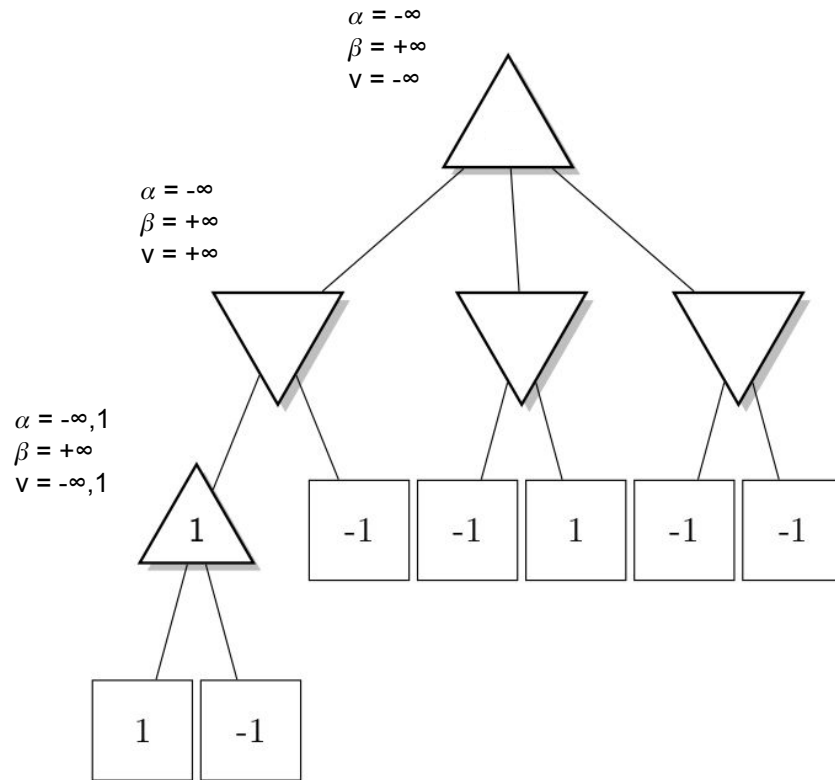 α = -∞
β = +∞
v = -∞
α = -∞
β = +∞
v = +∞
α = -∞,1
β = +∞
v = -∞,1
1
-1 -1 1 -1 -1
1 -1